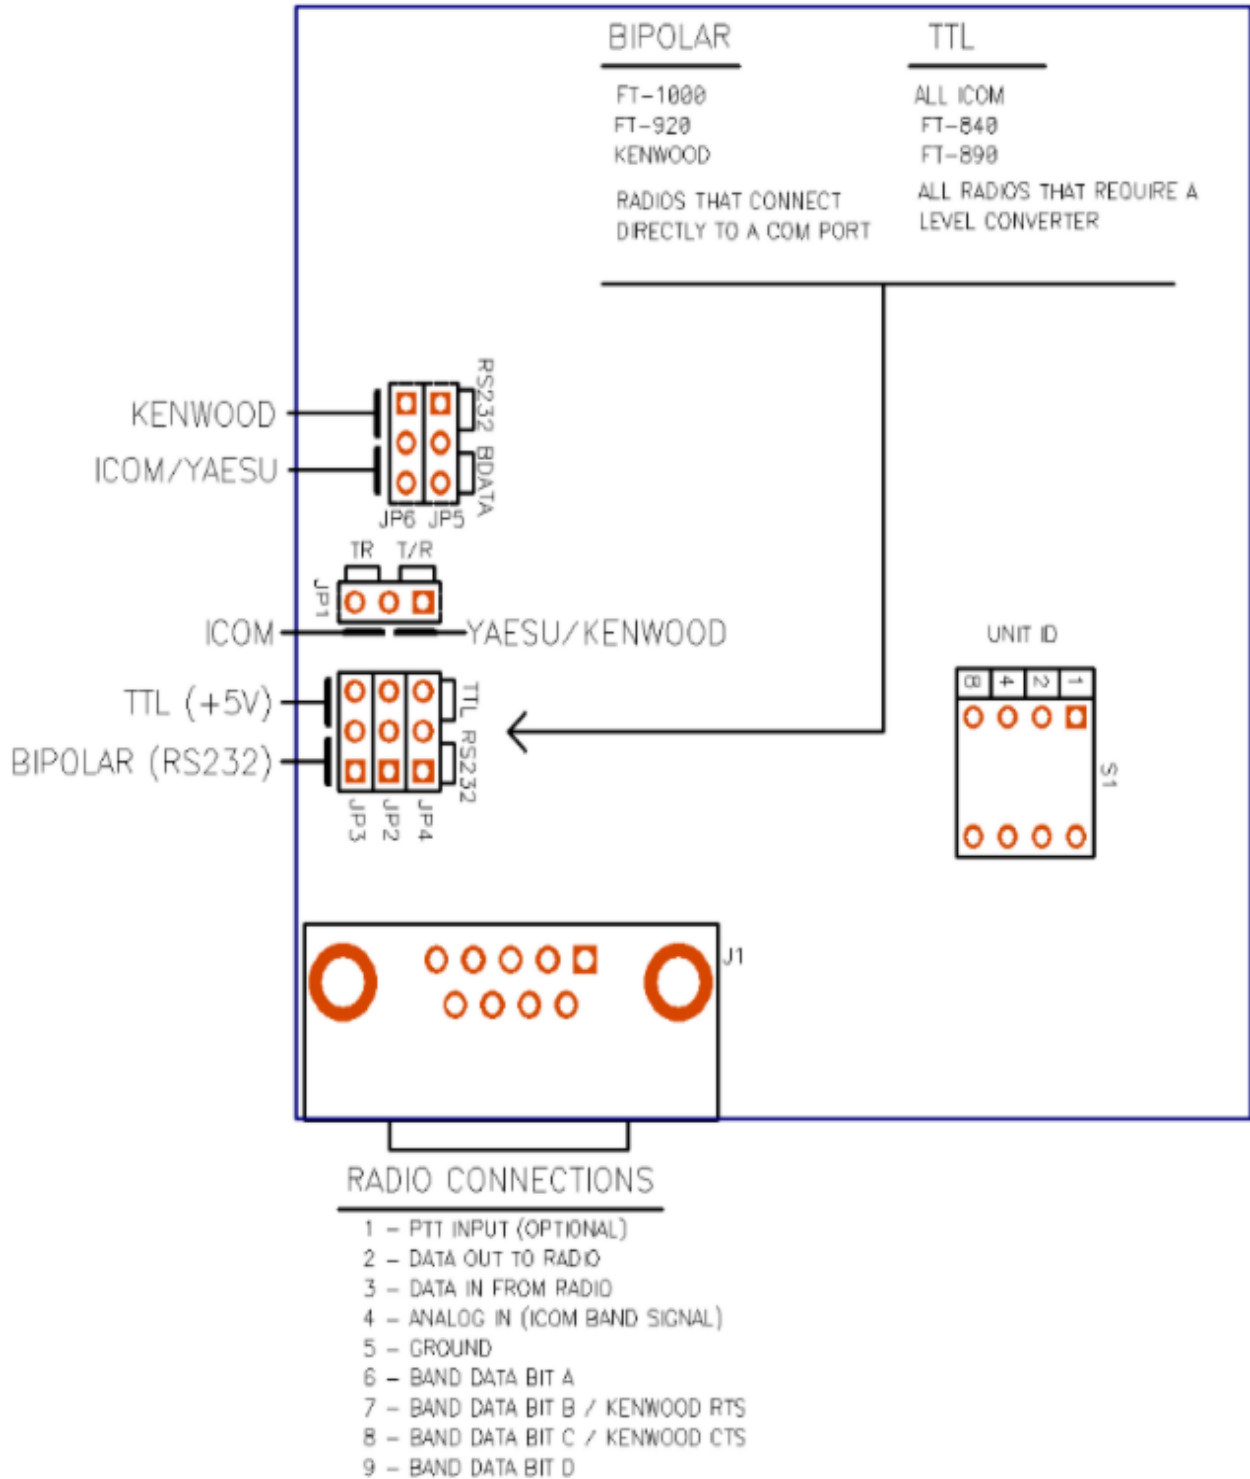 BIPOLAR
TTL
FT-1000
FT-920
KENWOOD
RADIOS THAT CONNECT
DIRECTLY TO A COM PORT
ALL ICOM
FT-840
FT-890
ALL RADIOS THAT REQUIRE A
LEVEL CONVERTER
KENWOOD
ICOM/YAESU
RS232 BDATA
JP6 JP5
TR T/R
JP1
ICOM
YAESU/KENWOOD
TTL (+5V)
BIPOLAR (RS232)
TTL RS232
JP3 JP2 JP4
UNIT ID
8 4 2 1
S1
J1
RADIO CONNECTIONS
1 - PTT INPUT (OPTIONAL)
2 - DATA OUT TO RADIO
3 - DATA IN FROM RADIO
4 - ANALOG IN (ICOM BAND SIGNAL)
5 - GROUND
6 - BAND DATA BIT A
7 - BAND DATA BIT B / KENWOOD RTS
8 - BAND DATA BIT C / KENWOOD CTS
9 - BAND DATA BIT D